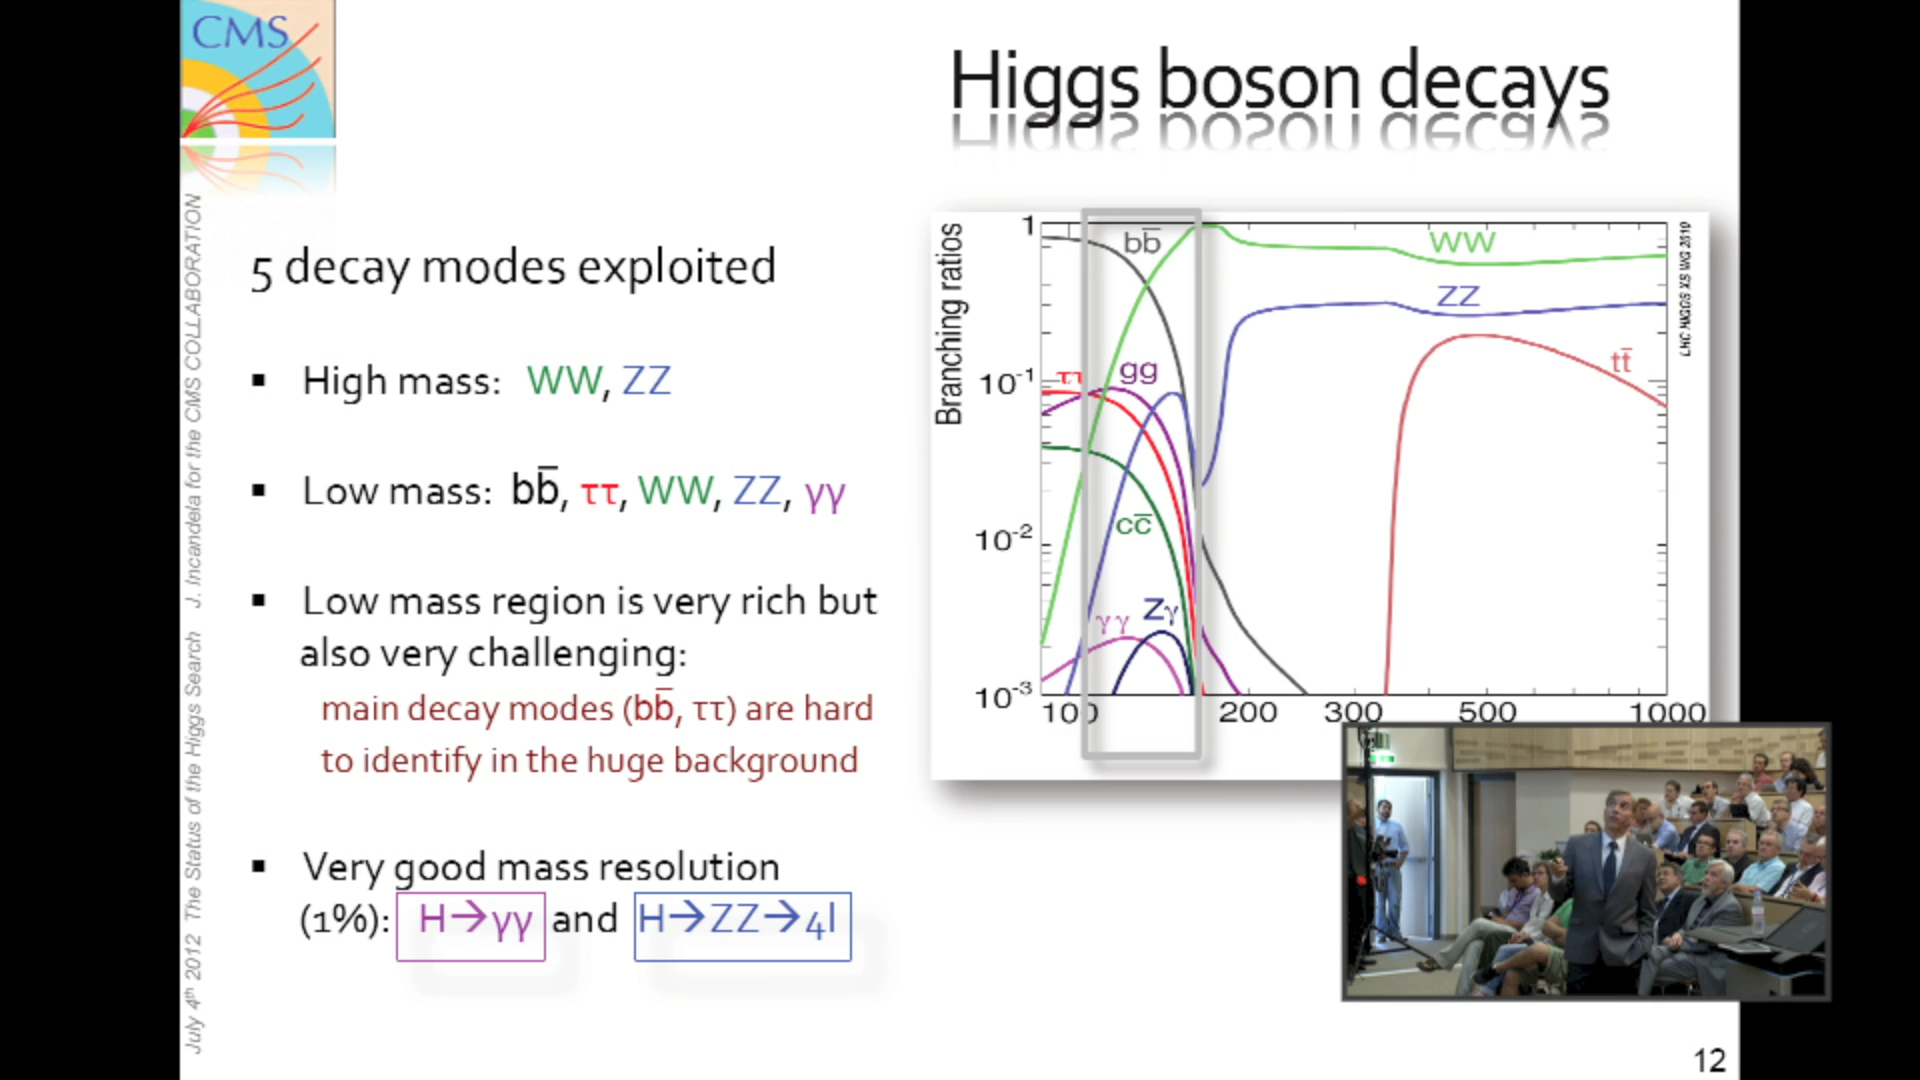 CMS
Higgs boson decays
July 4th 2012 The Status of the Higgs Search J. Incandela for the CMS COLLABORATION
5 decay modes exploited
▪ High mass: WW, ZZ
▪ Low mass: bb̅, ττ, WW, ZZ, γγ
▪ Low mass region is very rich but
also very challenging:
main decay modes (bb̅, ττ) are hard
to identify in the huge background
▪ Very good mass resolution
(1%): H→γγ and H→ZZ→4l
Branching ratios
1
10⁻¹
10⁻²
10⁻³
bb̅
WW
ZZ
tt̅
ττ
gg
cc̅
γγ
Zγ
100 200 300 500 1000
LHC HIGGS XS WG 2010
12